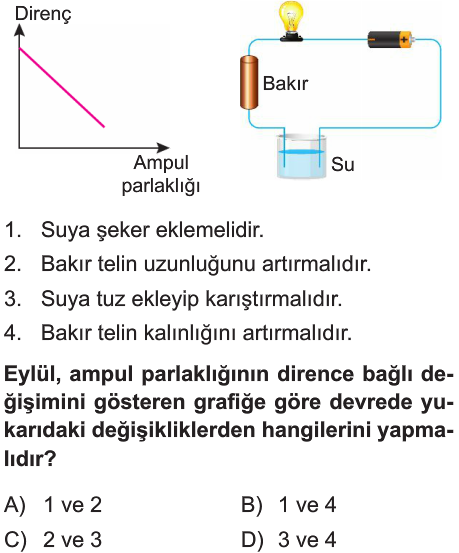 Direnç
Bakır
Ampul
parlaklığı
Su
1. Suya şeker eklemelidir.
2. Bakır telin uzunluğunu artırmalıdır.
3. Suya tuz ekleyip karıştırmalıdır.
4. Bakır telin kalınlığını artırmalıdır.
Eylül, ampul parlaklığının dirence bağlı de-
ğişimini gösteren grafiğe göre devrede yu-
karıdaki değişikliklerden hangilerini yapma-
lıdır?
A) 1 ve 2 B) 1 ve 4
C) 2 ve 3 D) 3 ve 4